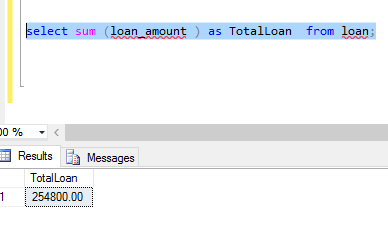 select sum (loan_amount ) as TotalLoan  from loan;
00 %
Results Messages
TotalLoan
1 254800.00